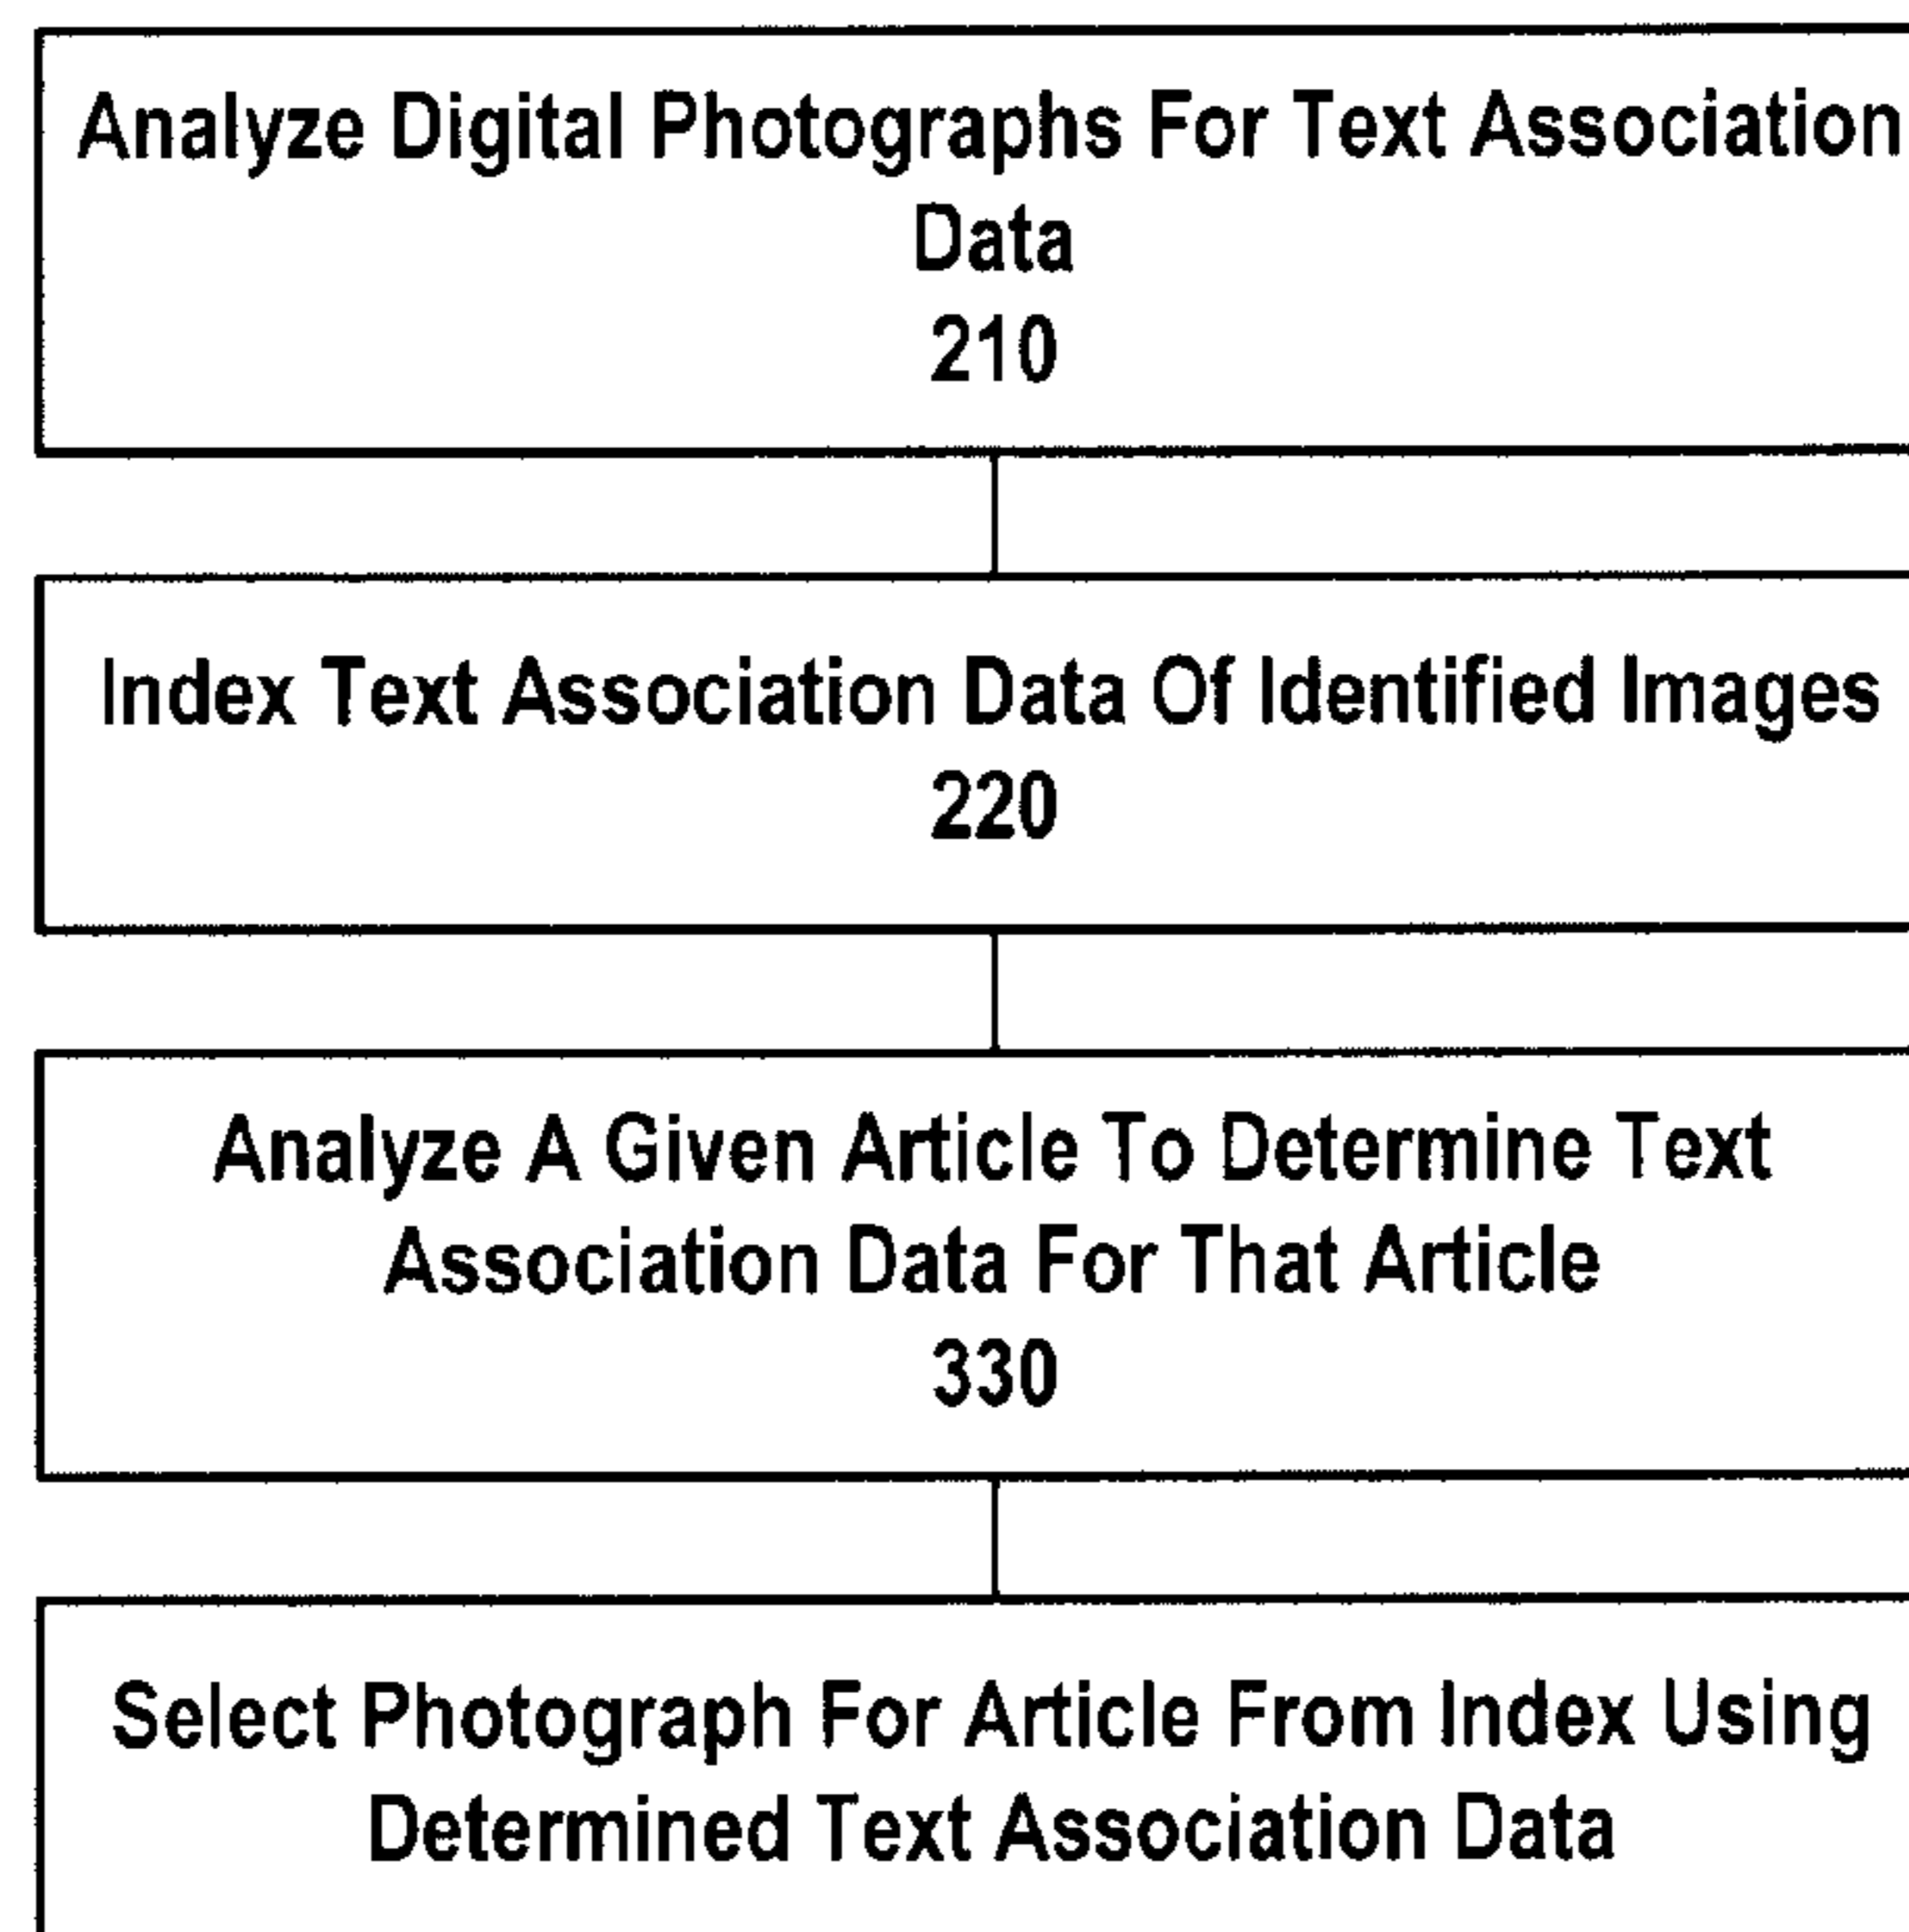 Analyze Digital Photographs For Text Association
Data
210
Index Text Association Data Of Identified Images
220
Analyze A Given Article To Determine Text
Association Data For That Article
330
Select Photograph For Article From Index Using
Determined Text Association Data